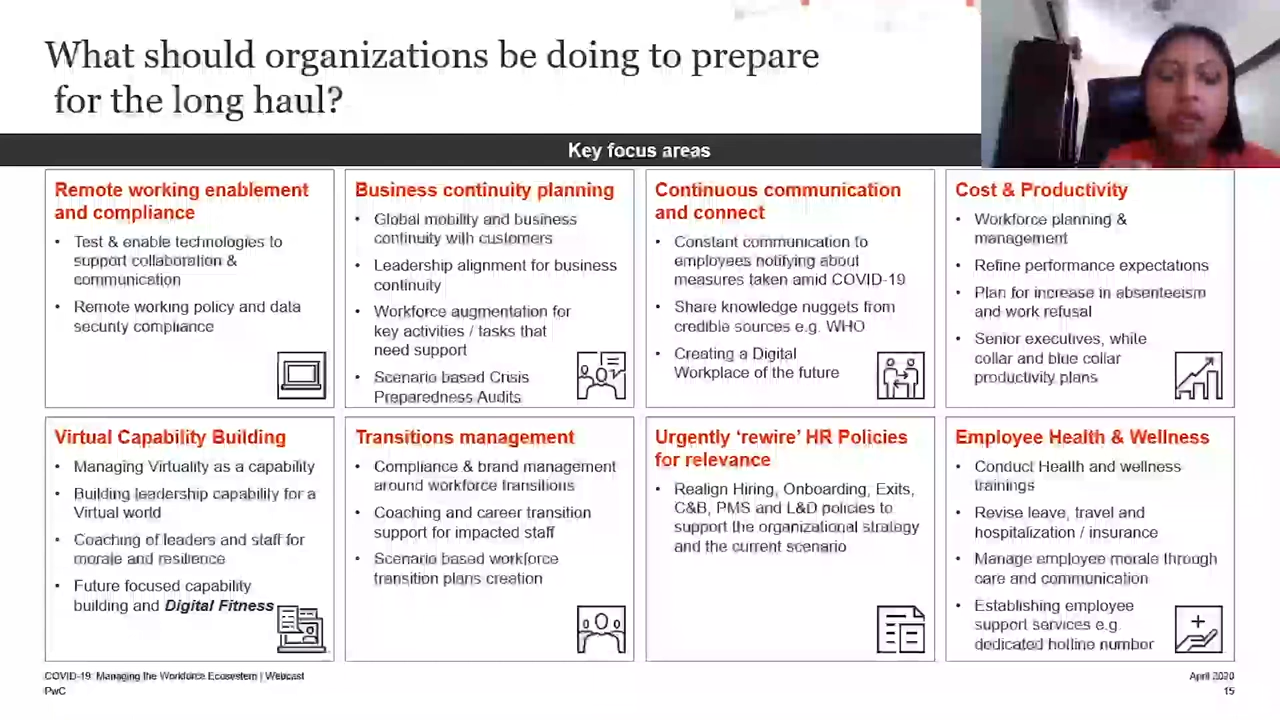 What should organizations be doing to prepare
for the long haul?
Key focus areas
Remote working enablement
and compliance
• Test & enable technologies to
support collaboration &
communication
• Remote working policy and data
security compliance
Business continuity planning
• Global mobility and business
continuity with customers
• Leadership alignment for business
continuity
• Workforce augmentation for
key activities / tasks that
need support
• Scenario based Crisis
Preparedness Audits
Continuous communication
and connect
• Constant communication to
employees notifying about
measures taken amid COVID-19
• Share knowledge nuggets from
credible sources e.g. WHO
• Creating a Digital
Workplace of the future
Cost & Productivity
• Workforce planning &
management
• Refine performance expectations
• Plan for increase in absenteeism
and work refusal
• Senior executives, while
collar and blue collar
productivity plans
Virtual Capability Building
• Managing Virtuality as a capability
• Building leadership capability for a
Virtual world
• Coaching of leaders and staff for
morale and resilience
• Future focused capability
building and Digital Fitness
Transitions management
• Compliance & brand management
around workforce transitions
• Coaching and career transition
support for impacted staff
• Scenario based workforce
transition plans creation
Urgently ‘rewire’ HR Policies
for relevance
• Realign Hiring, Onboarding, Exits,
C&B, PMS and L&D policies to
support the organizational strategy
and the current scenario
Employee Health & Wellness
• Conduct Health and wellness
trainings
• Revise leave, travel and
hospitalization / insurance
• Manage employee morale through
care and communication
• Establishing employee
support services e.g.
dedicated hotline number
COVID-19: Managing the Workforce Ecosystem | Webcast
PwC
April 2020
15